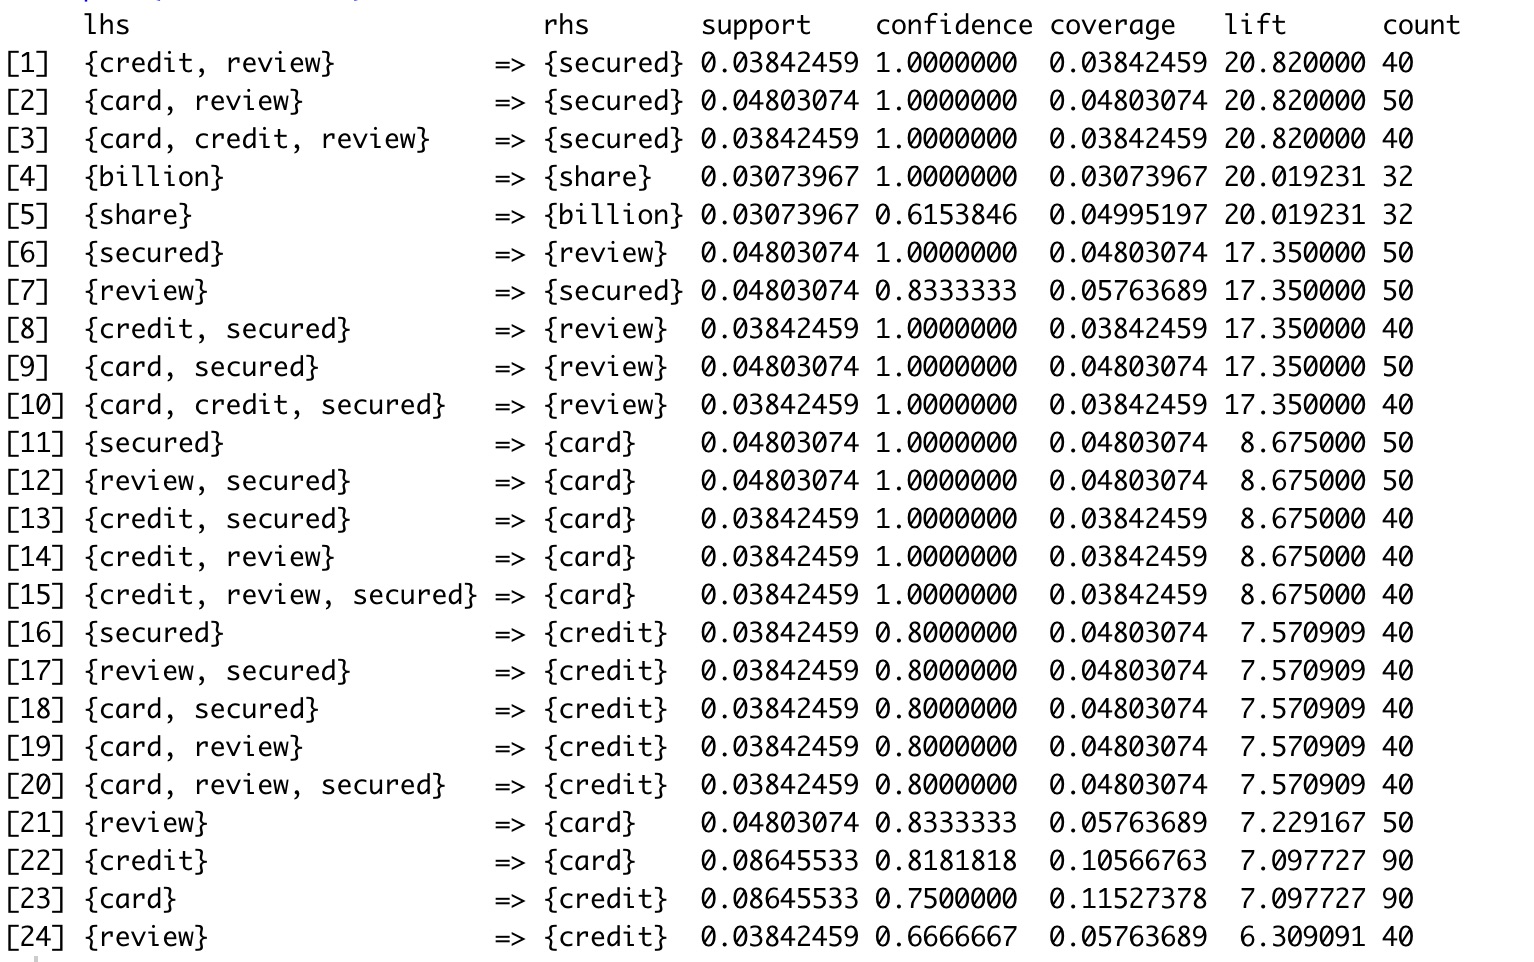 lhs rhs support confidence coverage lift count
[1] {credit, review} => {secured} 0.03842459 1.0000000 0.03842459 20.820000 40
[2] {card, review} => {secured} 0.04803074 1.0000000 0.04803074 20.820000 50
[3] {card, credit, review} => {secured} 0.03842459 1.0000000 0.03842459 20.820000 40
[4] {billion} => {share} 0.03073967 1.0000000 0.03073967 20.019231 32
[5] {share} => {billion} 0.03073967 0.6153846 0.04995197 20.019231 32
[6] {secured} => {review} 0.04803074 1.0000000 0.04803074 17.350000 50
[7] {review} => {secured} 0.04803074 0.8333333 0.05763689 17.350000 50
[8] {credit, secured} => {review} 0.03842459 1.0000000 0.03842459 17.350000 40
[9] {card, secured} => {review} 0.04803074 1.0000000 0.04803074 17.350000 50
[10] {card, credit, secured} => {review} 0.03842459 1.0000000 0.03842459 17.350000 40
[11] {secured} => {card} 0.04803074 1.0000000 0.04803074 8.675000 50
[12] {review, secured} => {card} 0.04803074 1.0000000 0.04803074 8.675000 50
[13] {credit, secured} => {card} 0.03842459 1.0000000 0.03842459 8.675000 40
[14] {credit, review} => {card} 0.03842459 1.0000000 0.03842459 8.675000 40
[15] {credit, review, secured} => {card} 0.03842459 1.0000000 0.03842459 8.675000 40
[16] {secured} => {credit} 0.03842459 0.8000000 0.04803074 7.570909 40
[17] {review, secured} => {credit} 0.03842459 0.8000000 0.04803074 7.570909 40
[18] {card, secured} => {credit} 0.03842459 0.8000000 0.04803074 7.570909 40
[19] {card, review} => {credit} 0.03842459 0.8000000 0.04803074 7.570909 40
[20] {card, review, secured} => {credit} 0.03842459 0.8000000 0.04803074 7.570909 40
[21] {review} => {card} 0.04803074 0.8333333 0.05763689 7.229167 50
[22] {credit} => {card} 0.08645533 0.8181818 0.10566763 7.097727 90
[23] {card} => {credit} 0.08645533 0.7500000 0.11527378 7.097727 90
[24] {review} => {credit} 0.03842459 0.6666667 0.05763689 6.309091 40